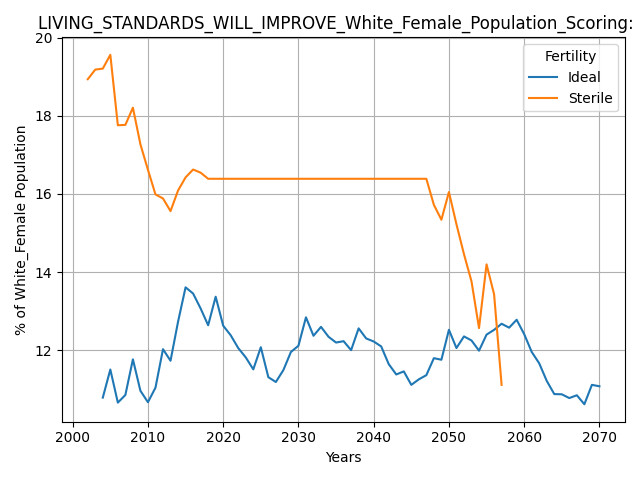 LIVING_STANDARDS_WILL_IMPROVE_White_Female_Population_Scoring:
Fertility
Ideal
Sterile
% of White_Female Population
20
18
16
14
12
2000 2010 2020 2030 2040 2050 2060 2070
Years